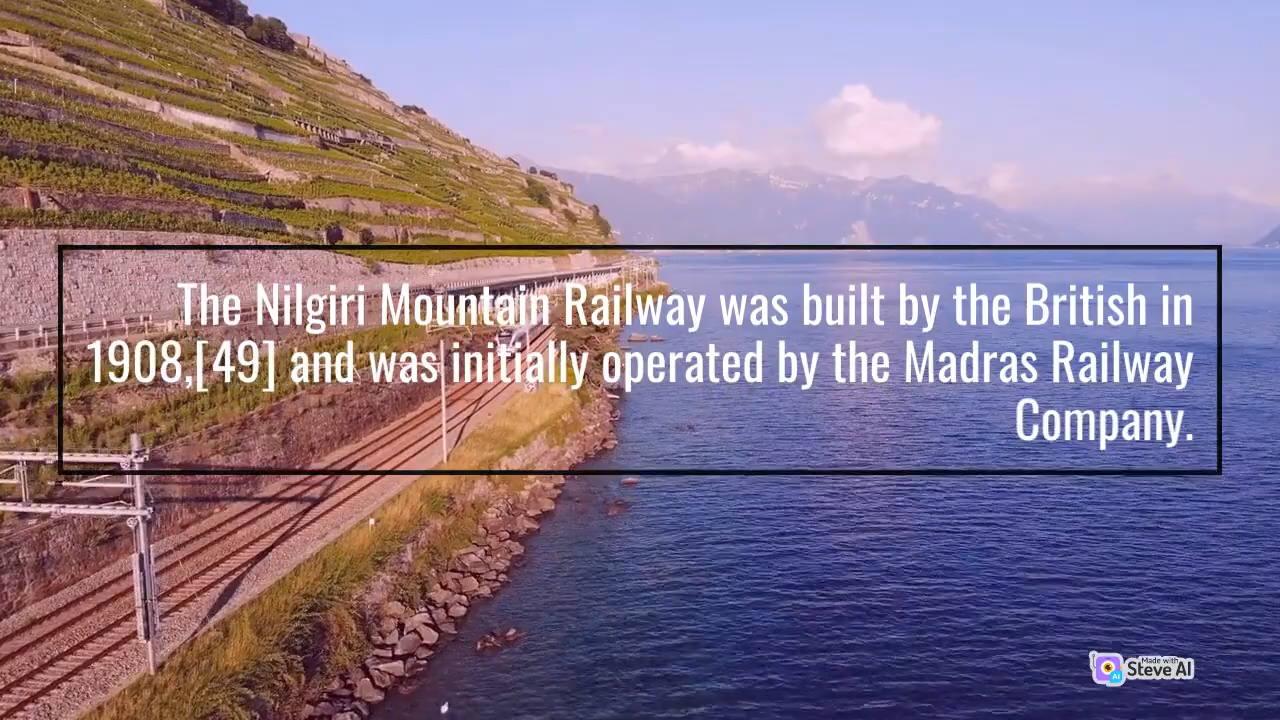 The Nilgiri Mountain Railway was built by the British in
1908,[49] and was initially operated by the Madras Railway
Company.
Made with
AI
Steve AI